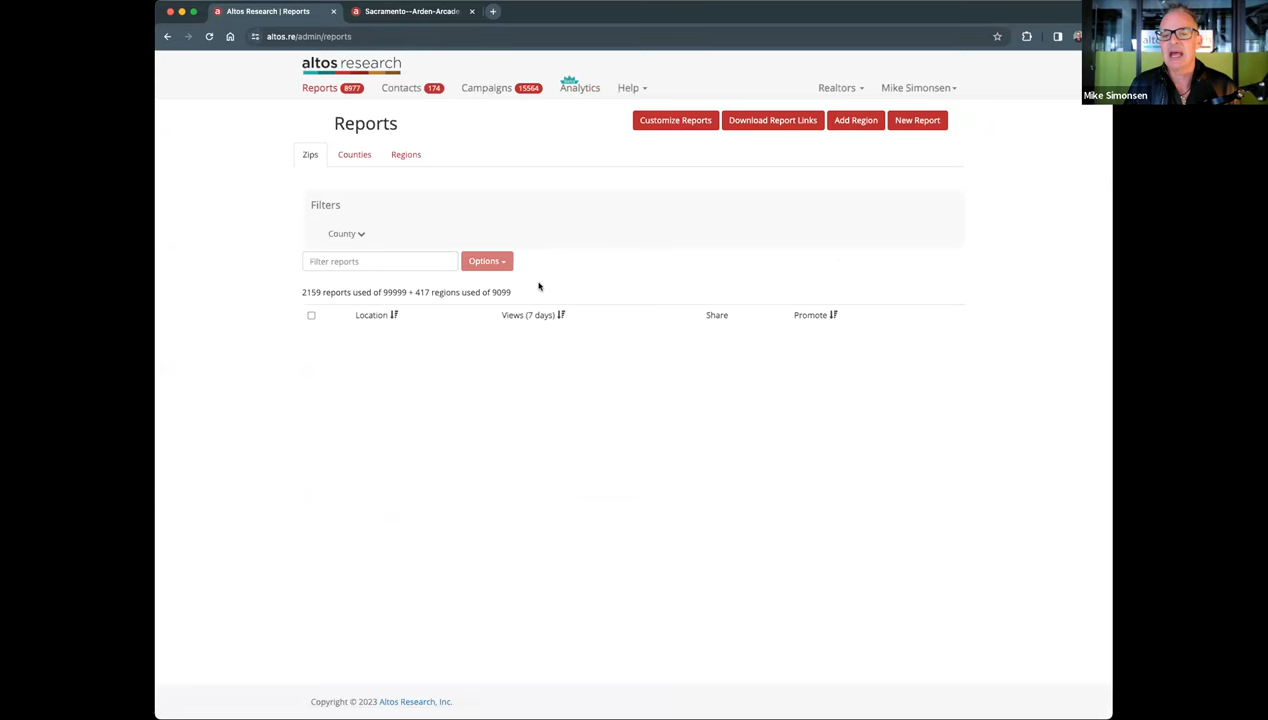 Altos Research | Reports
Sacramento--Arden-Arcade
altos.re/admin/reports
Mike Simonsen
altos research
Reports 8977 Contacts 174 Campaigns 15564 Analytics Help Realtors Mike Simonsen
Reports
Customize Reports Download Report Links Add Region New Report
Zips Counties Regions
Filters
County
Filter reports Options
2159 reports used of 99999 + 417 regions used of 9099
Location Views (7 days) Share Promote
Copyright © 2023 Altos Research, Inc.